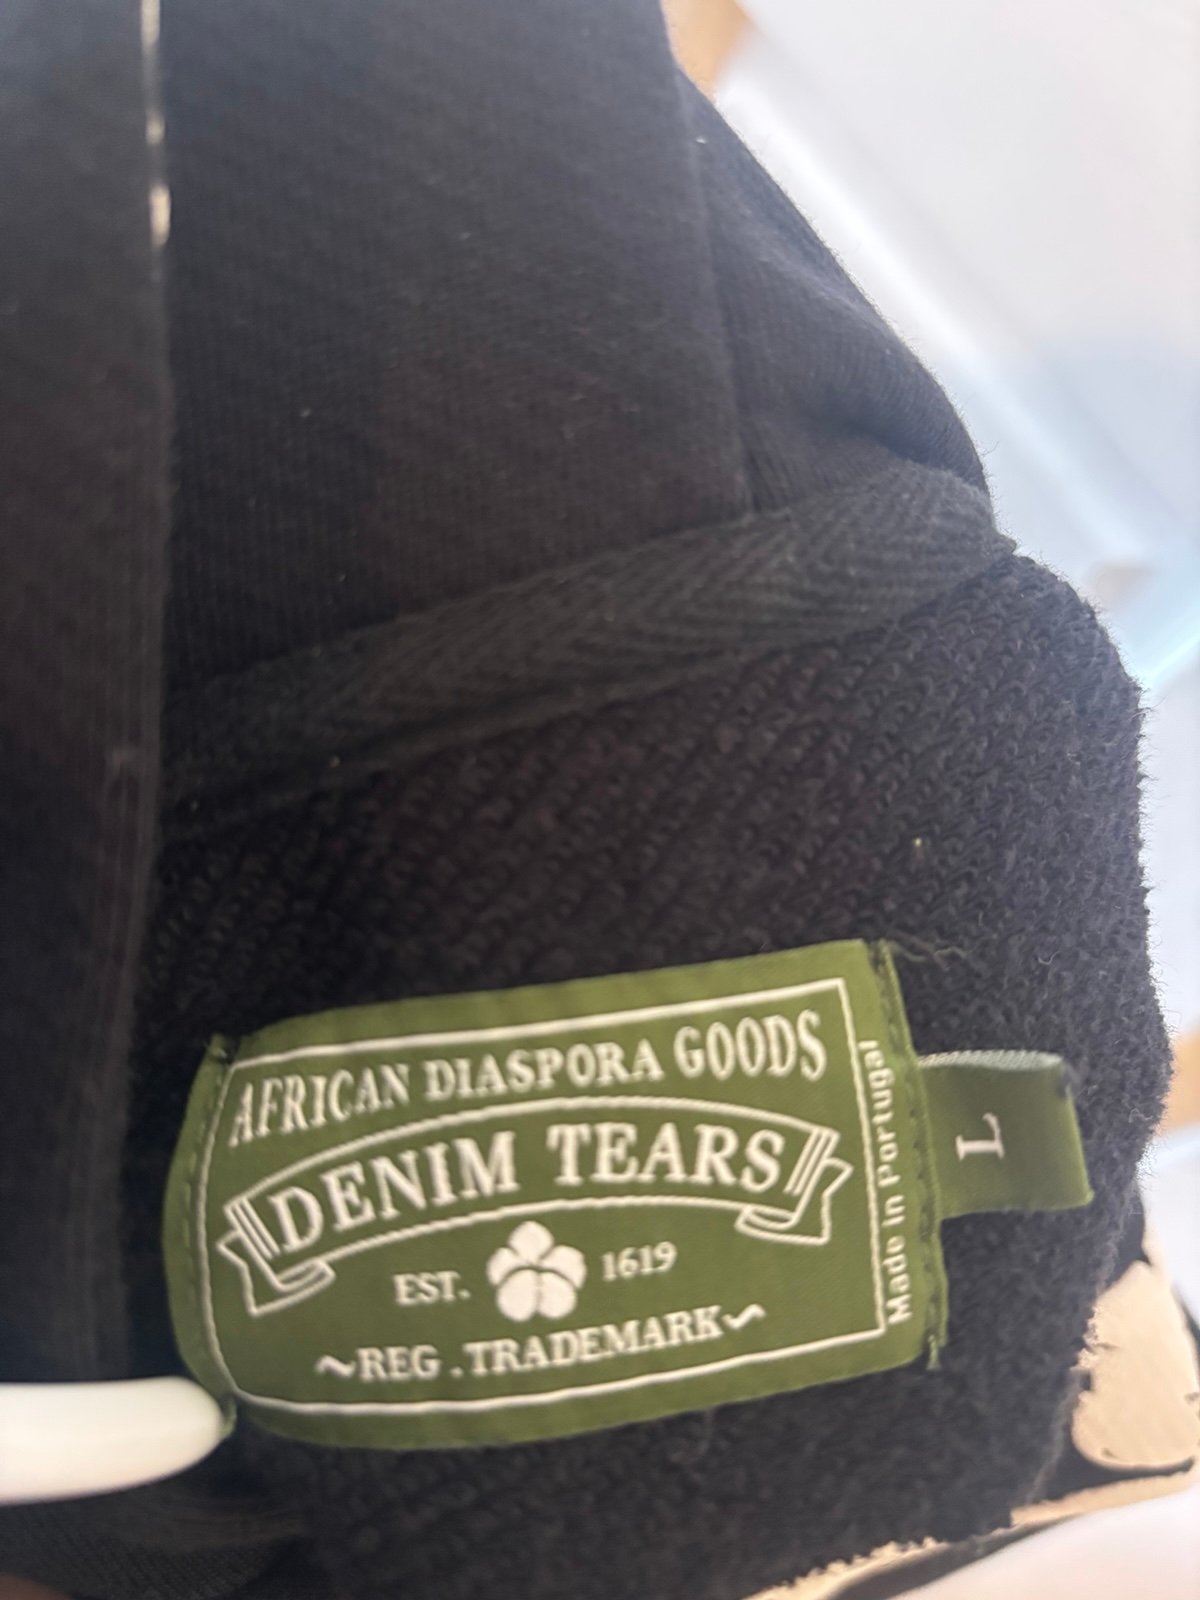 AFRICAN DIASPORA GOODS
DENIM TEARS
EST. 1619
~REG . TRADEMARK~
Made in Portugal
L